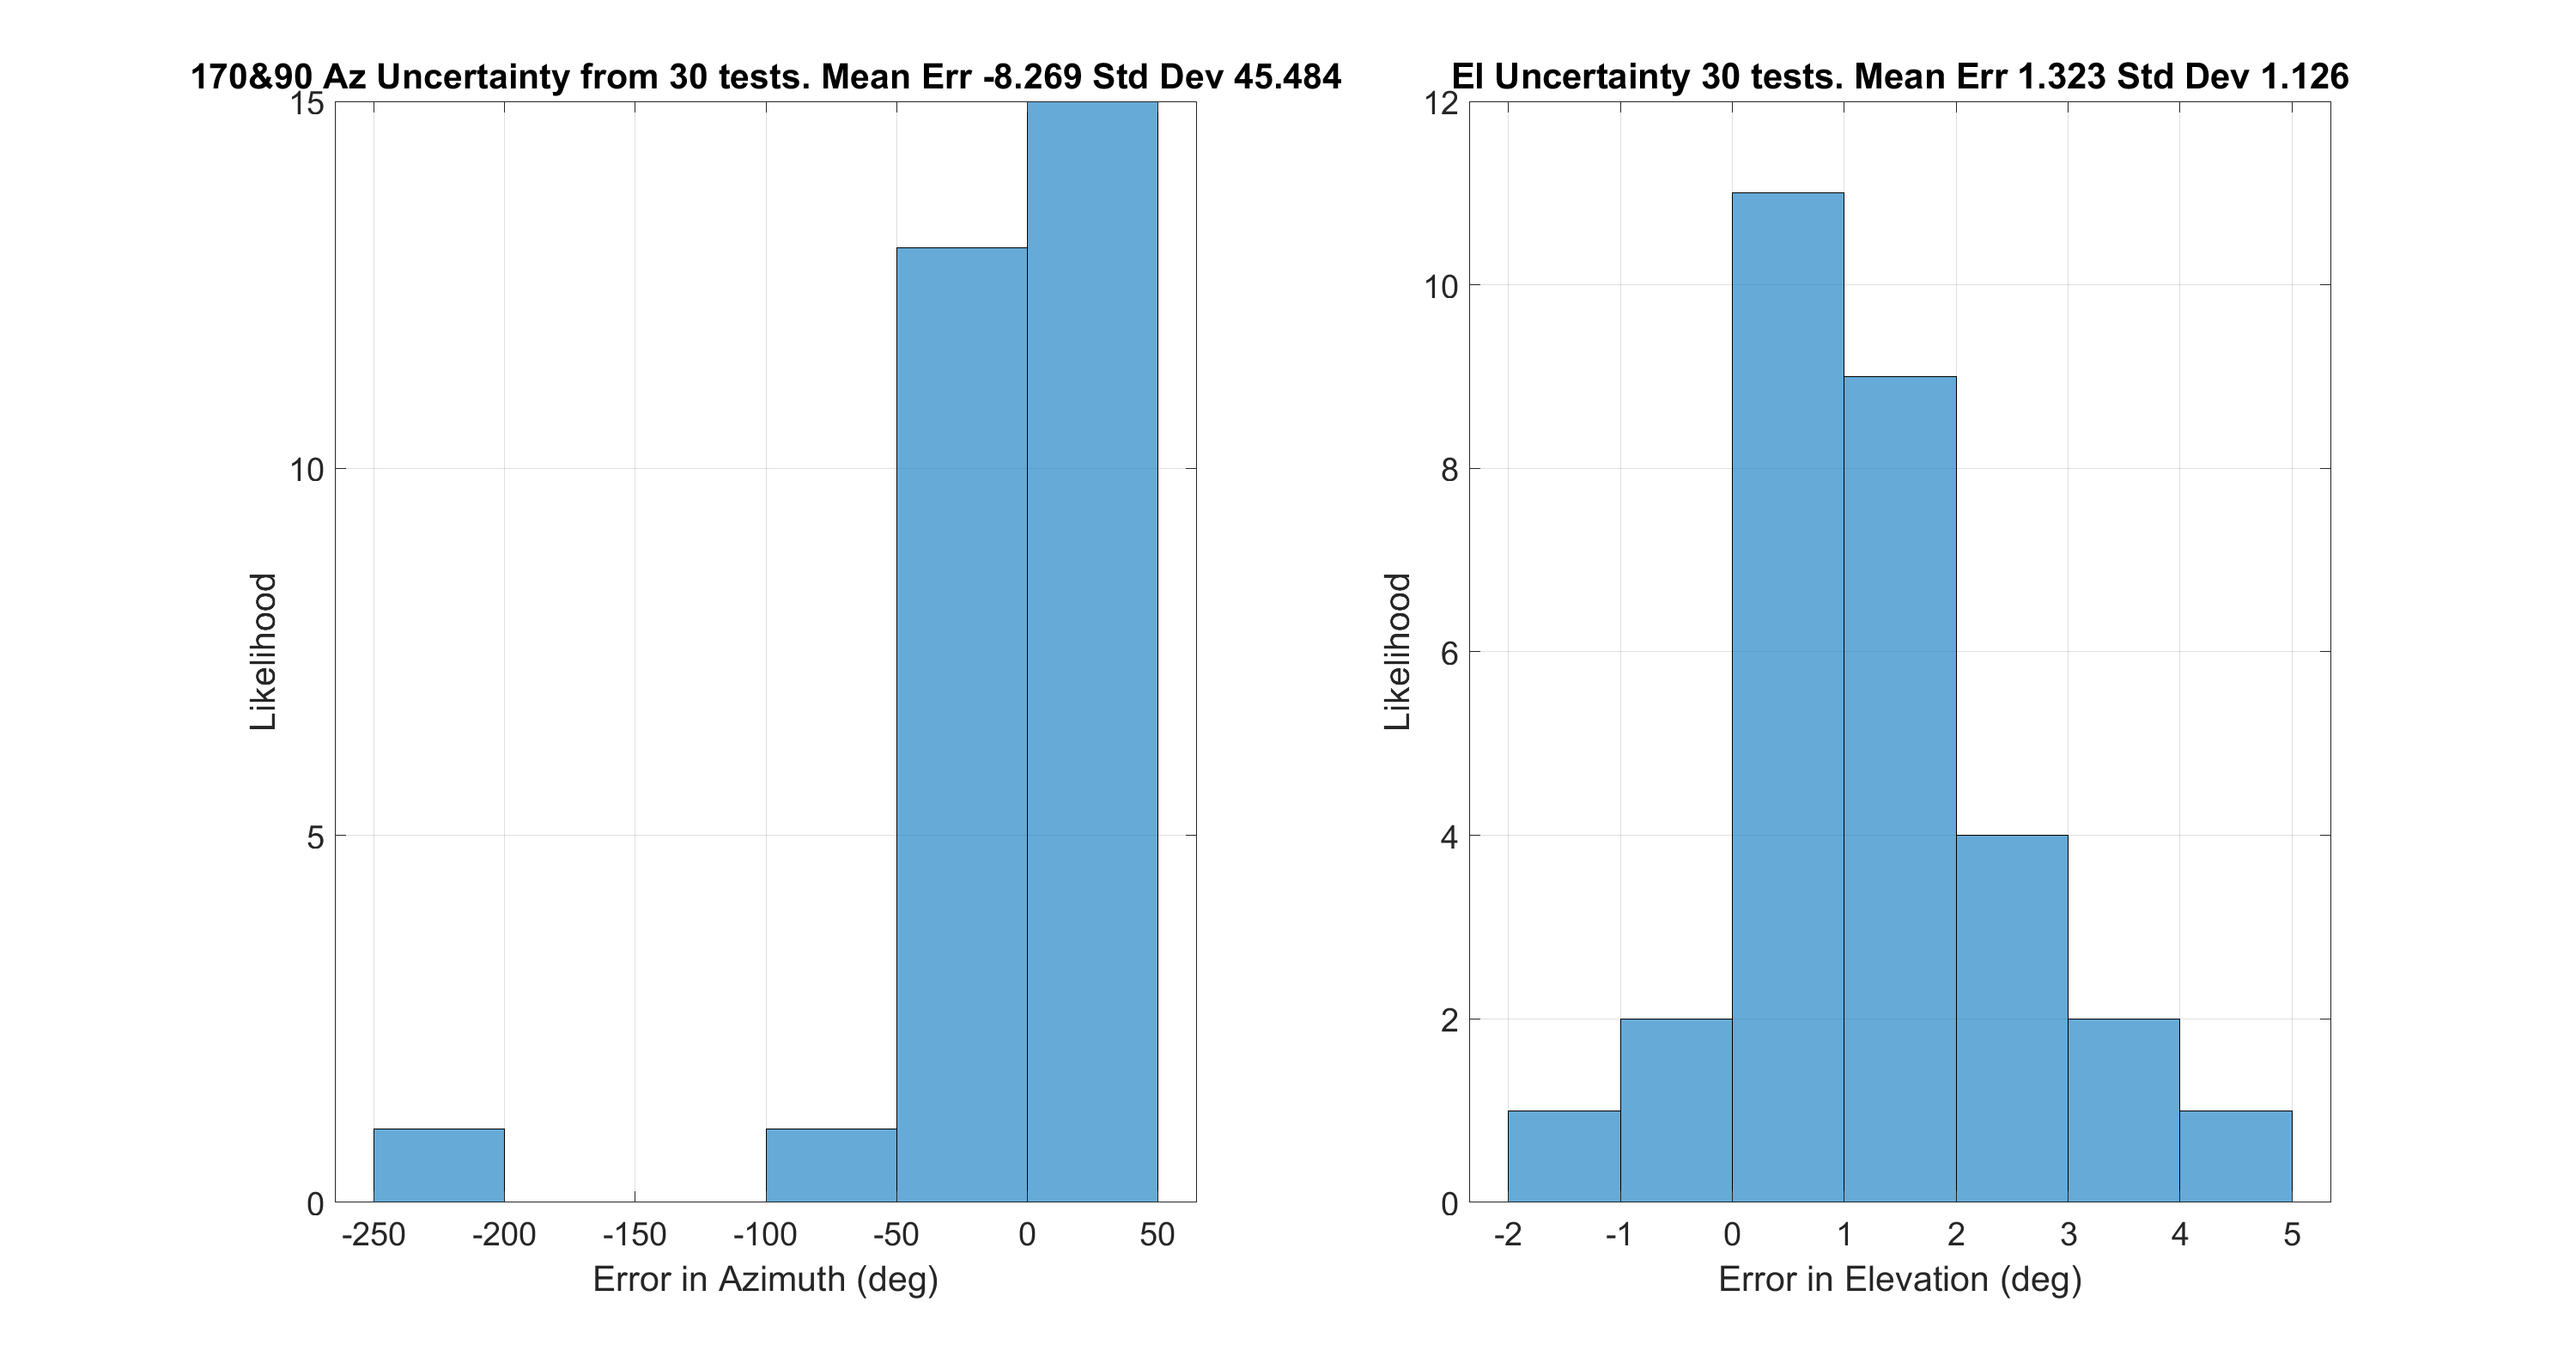 170&90 Az Uncertainty from 30 tests. Mean Err -8.269 Std Dev 45.484
15
10
5
0
Likelihood
-250 -200 -150 -100 -50 0 50
Error in Azimuth (deg)
El Uncertainty 30 tests. Mean Err 1.323 Std Dev 1.126
12
10
8
6
4
2
0
Likelihood
-2 -1 0 1 2 3 4 5
Error in Elevation (deg)